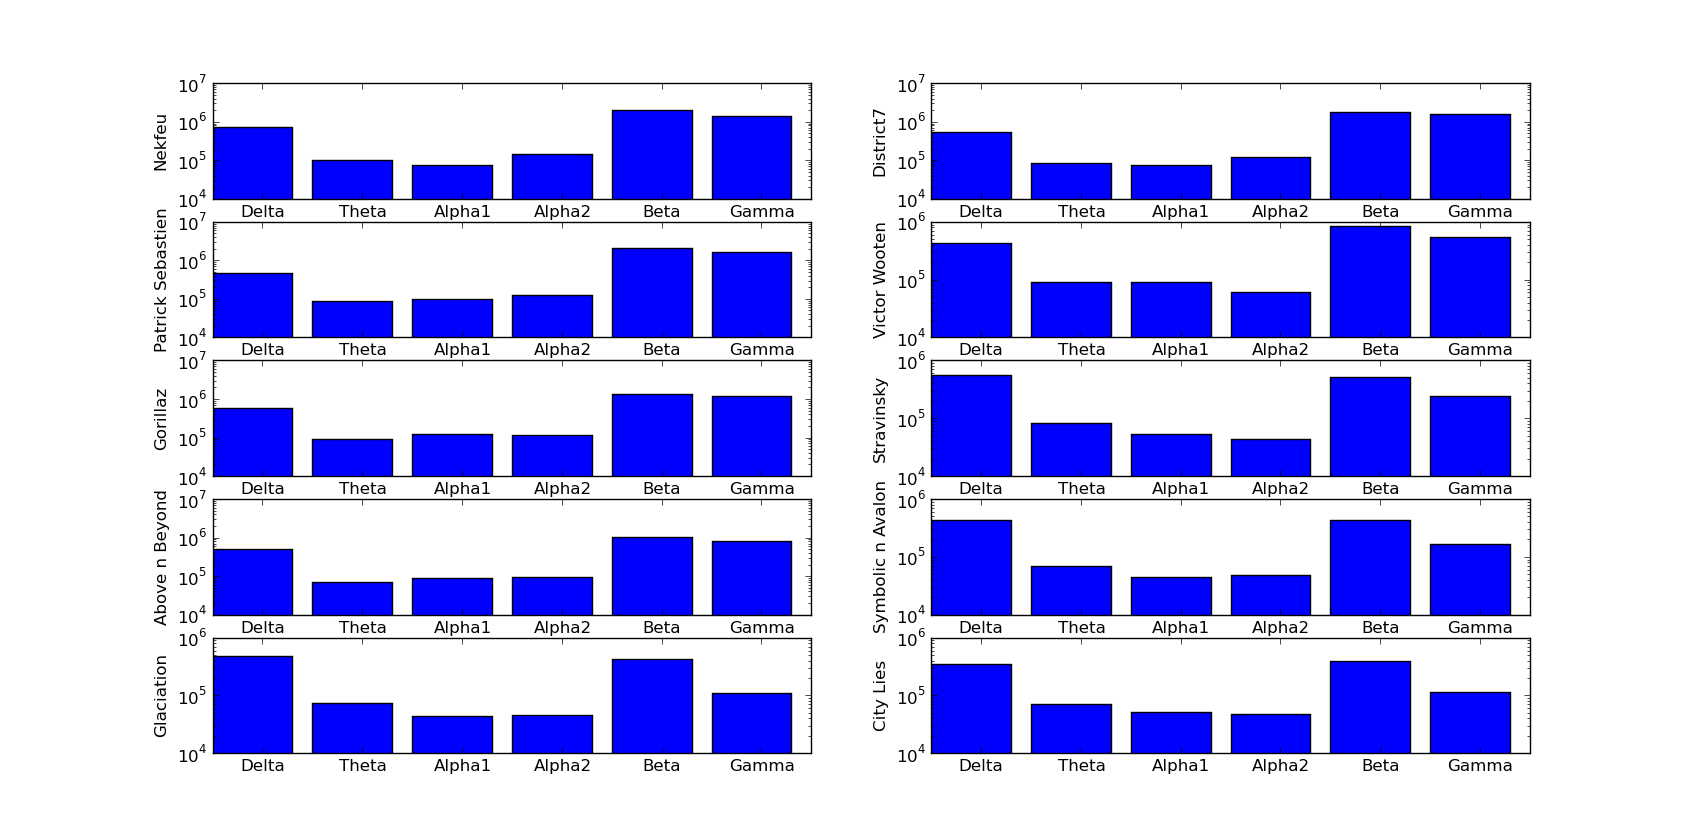 Nekfeu
10^7
10^6
10^5
10^4
Delta Theta Alpha1 Alpha2 Beta Gamma
District7
10^7
10^6
10^5
10^4
Delta Theta Alpha1 Alpha2 Beta Gamma
Patrick Sebastien
10^7
10^6
10^5
10^4
Delta Theta Alpha1 Alpha2 Beta Gamma
Victor Wooten
10^6
10^5
10^4
Delta Theta Alpha1 Alpha2 Beta Gamma
Gorillaz
10^7
10^6
10^5
10^4
Delta Theta Alpha1 Alpha2 Beta Gamma
Stravinsky
10^6
10^5
10^4
Delta Theta Alpha1 Alpha2 Beta Gamma
Above n Beyond
10^7
10^6
10^5
10^4
Delta Theta Alpha1 Alpha2 Beta Gamma
Symbolic n Avalon
10^6
10^5
10^4
Delta Theta Alpha1 Alpha2 Beta Gamma
Glaciation
10^6
10^5
10^4
Delta Theta Alpha1 Alpha2 Beta Gamma
City Lies
10^6
10^5
10^4
Delta Theta Alpha1 Alpha2 Beta Gamma